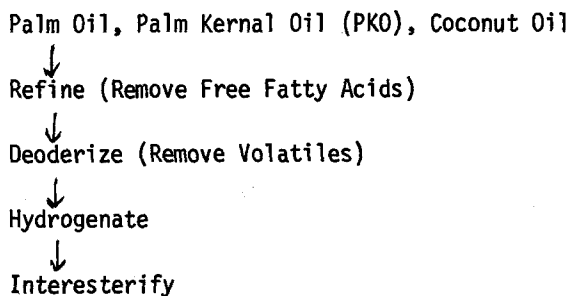 Palm Oil, Palm Kernal Oil (PKO), Coconut Oil
Refine (Remove Free Fatty Acids)
Deoderize (Remove Volatiles)
Hydrogenate
Interesterify